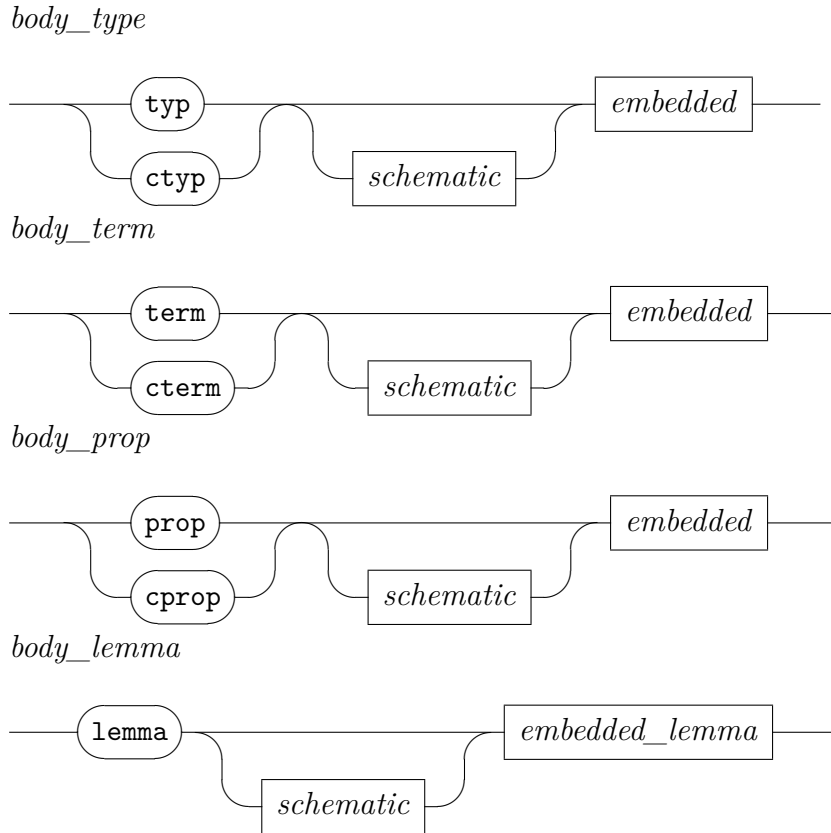 body_type
typ embedded
ctyp schematic
body_term
term embedded
cterm schematic
body_prop
prop embedded
cprop schematic
body_lemma
lemma embedded_lemma
schematic